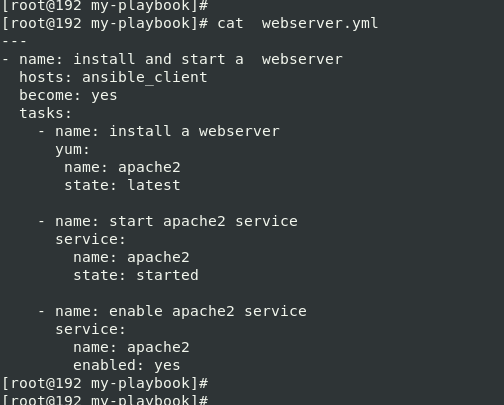 [root@192 my-playbook]#
[root@192 my-playbook]# cat  webserver.yml
---
- name: install and start a  webserver
  hosts: ansible_client
  become: yes
  tasks:
    - name: install a webserver
      yum:
       name: apache2
       state: latest

    - name: start apache2 service
      service:
        name: apache2
        state: started

    - name: enable apache2 service
      service:
        name: apache2
        enabled: yes
[root@192 my-playbook]#
[root@192 my-playbook]#